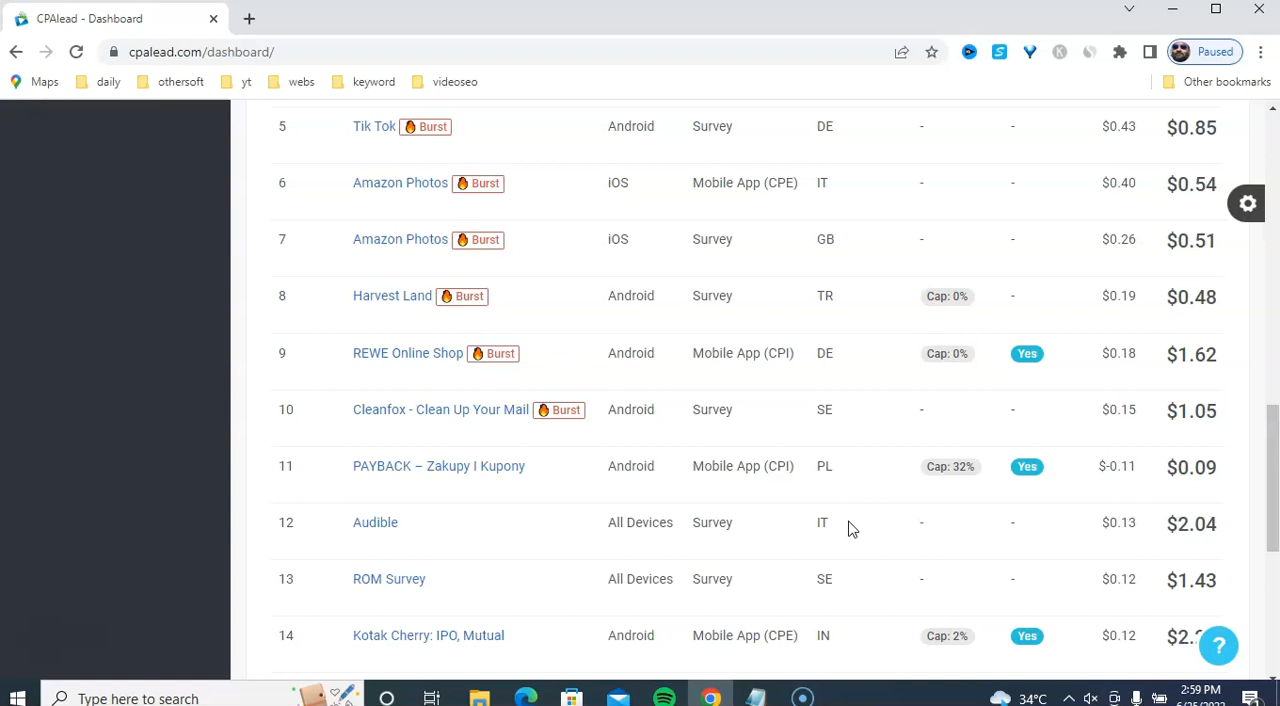 CPAlead - Dashboard
cpalead.com/dashboard/
Paused
Maps daily othersoft yt webs keyword videoseo Other bookmarks
5 Tik Tok Burst Android Survey DE - - $0.43 $0.85
6 Amazon Photos Burst iOS Mobile App (CPE) IT - - $0.40 $0.54
7 Amazon Photos Burst iOS Survey GB - - $0.26 $0.51
8 Harvest Land Burst Android Survey TR Cap: 0% - $0.19 $0.48
9 REWE Online Shop Burst Android Mobile App (CPI) DE Cap: 0% Yes $0.18 $1.62
10 Cleanfox - Clean Up Your Mail Burst Android Survey SE - - $0.15 $1.05
11 PAYBACK – Zakupy I Kupony Android Mobile App (CPI) PL Cap: 32% Yes $-0.11 $0.09
12 Audible All Devices Survey IT - - $0.13 $2.04
13 ROM Survey All Devices Survey SE - - $0.12 $1.43
14 Kotak Cherry: IPO, Mutual Android Mobile App (CPE) IN Cap: 2% Yes $0.12
?
Type here to search 34°C 2:59 PM